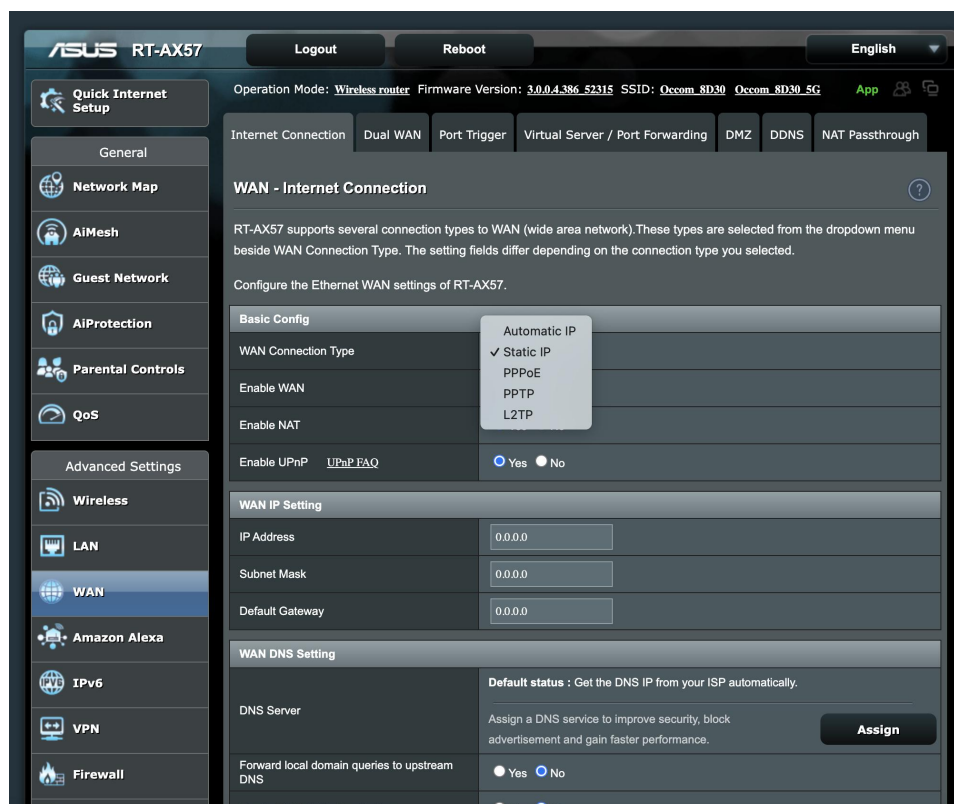 ASUS RT-AX57
Logout
Reboot
English
Quick Internet
Setup
Operation Mode: Wireless router Firmware Version: 3.0.0.4.386_52315 SSID: Occom_8D30 Occom_8D30_5G
App
General
Network Map
AiMesh
Guest Network
AiProtection
Parental Controls
QoS
Advanced Settings
Wireless
LAN
WAN
Amazon Alexa
IPv6
VPN
Firewall
Internet Connection
Dual WAN
Port Trigger
Virtual Server / Port Forwarding
DMZ
DDNS
NAT Passthrough
WAN - Internet Connection
?
RT-AX57 supports several connection types to WAN (wide area network).These types are selected from the dropdown menu
beside WAN Connection Type. The setting fields differ depending on the connection type you selected.
Configure the Ethernet WAN settings of RT-AX57.
Basic Config
WAN Connection Type
Automatic IP
✓ Static IP
PPPoE
PPTP
L2TP
Enable WAN
Enable NAT
Enable UPnP UPnP FAQ
Yes No
WAN IP Setting
IP Address
0.0.0.0
Subnet Mask
0.0.0.0
Default Gateway
0.0.0.0
WAN DNS Setting
DNS Server
Default status : Get the DNS IP from your ISP automatically.
Assign a DNS service to improve security, block
advertisement and gain faster performance.
Assign
Forward local domain queries to upstream
DNS
Yes No